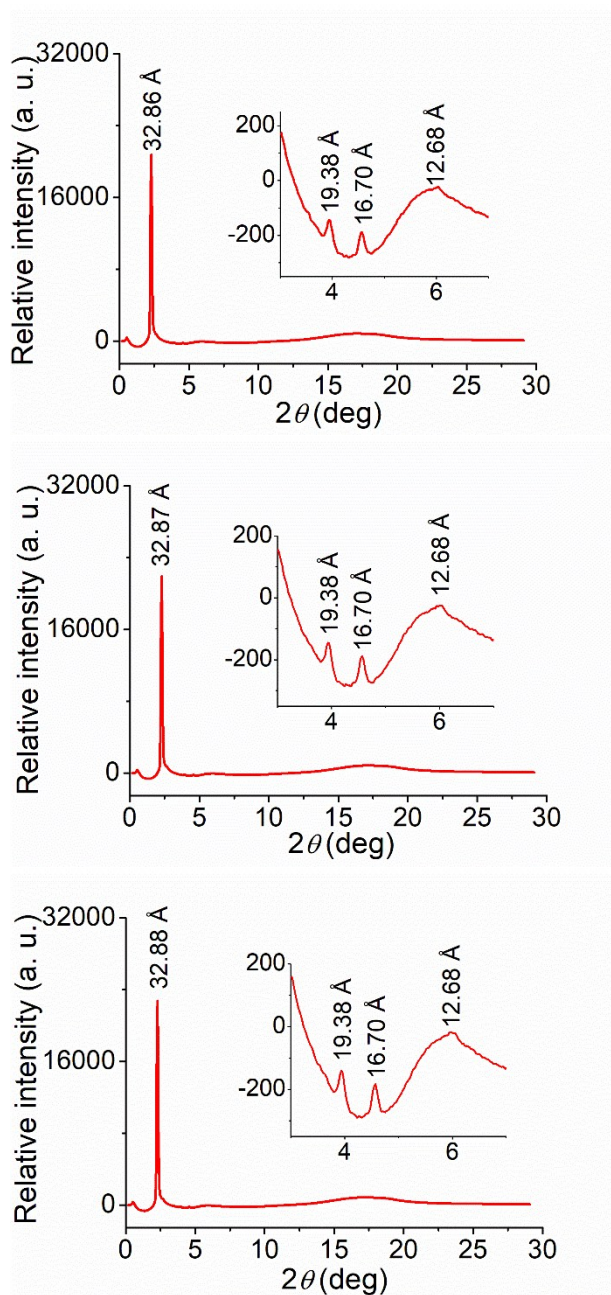 32000
16000
0
Relative intensity (a. u.)
32.86 Å
200
0
-200
19.38 Å
16.70 Å
12.68 Å
4 6
0 5 10 15 20 25 30
2θ (deg)
32000
16000
0
Relative intensity (a. u.)
32.87 Å
200
0
-200
19.38 Å
16.70 Å
12.68 Å
4 6
0 5 10 15 20 25 30
2θ (deg)
32000
16000
0
Relative intensity (a. u.)
32.88 Å
200
0
-200
19.38 Å
16.70 Å
12.68 Å
4 6
0 5 10 15 20 25 30
2θ (deg)